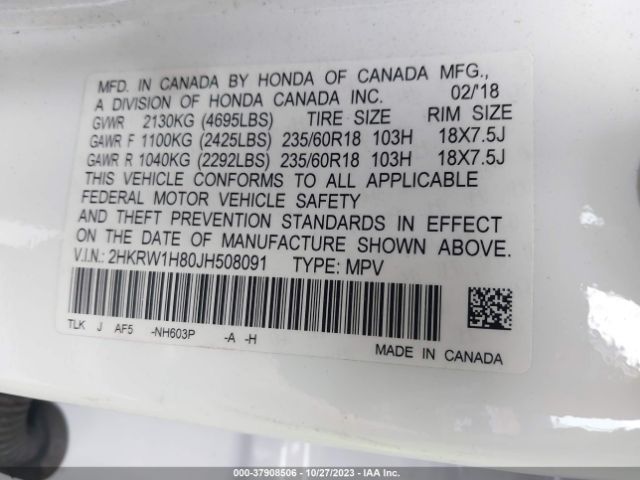 MFD. IN CANADA BY HONDA OF CANADA MFG.,
A DIVISION OF HONDA CANADA INC. 02/'18
GVWR 2130KG (4695LBS) TIRE SIZE RIM SIZE
GAWR F 1100KG (2425LBS) 235/60R18 103H 18X7.5J
GAWR R 1040KG (2292LBS) 235/60R18 103H 18X7.5J
THIS VEHICLE CONFORMS TO ALL APPLICABLE
FEDERAL MOTOR VEHICLE SAFETY
AND THEFT PREVENTION STANDARDS IN EFFECT
ON THE DATE OF MANUFACTURE SHOWN ABOVE.
V.I.N.: 2HKRW1H80JH508091 TYPE: MPV
TLK J AF5 -NH603P -A -H
MADE IN CANADA
000-37908506 - 10/27/2023 - IAA Inc.